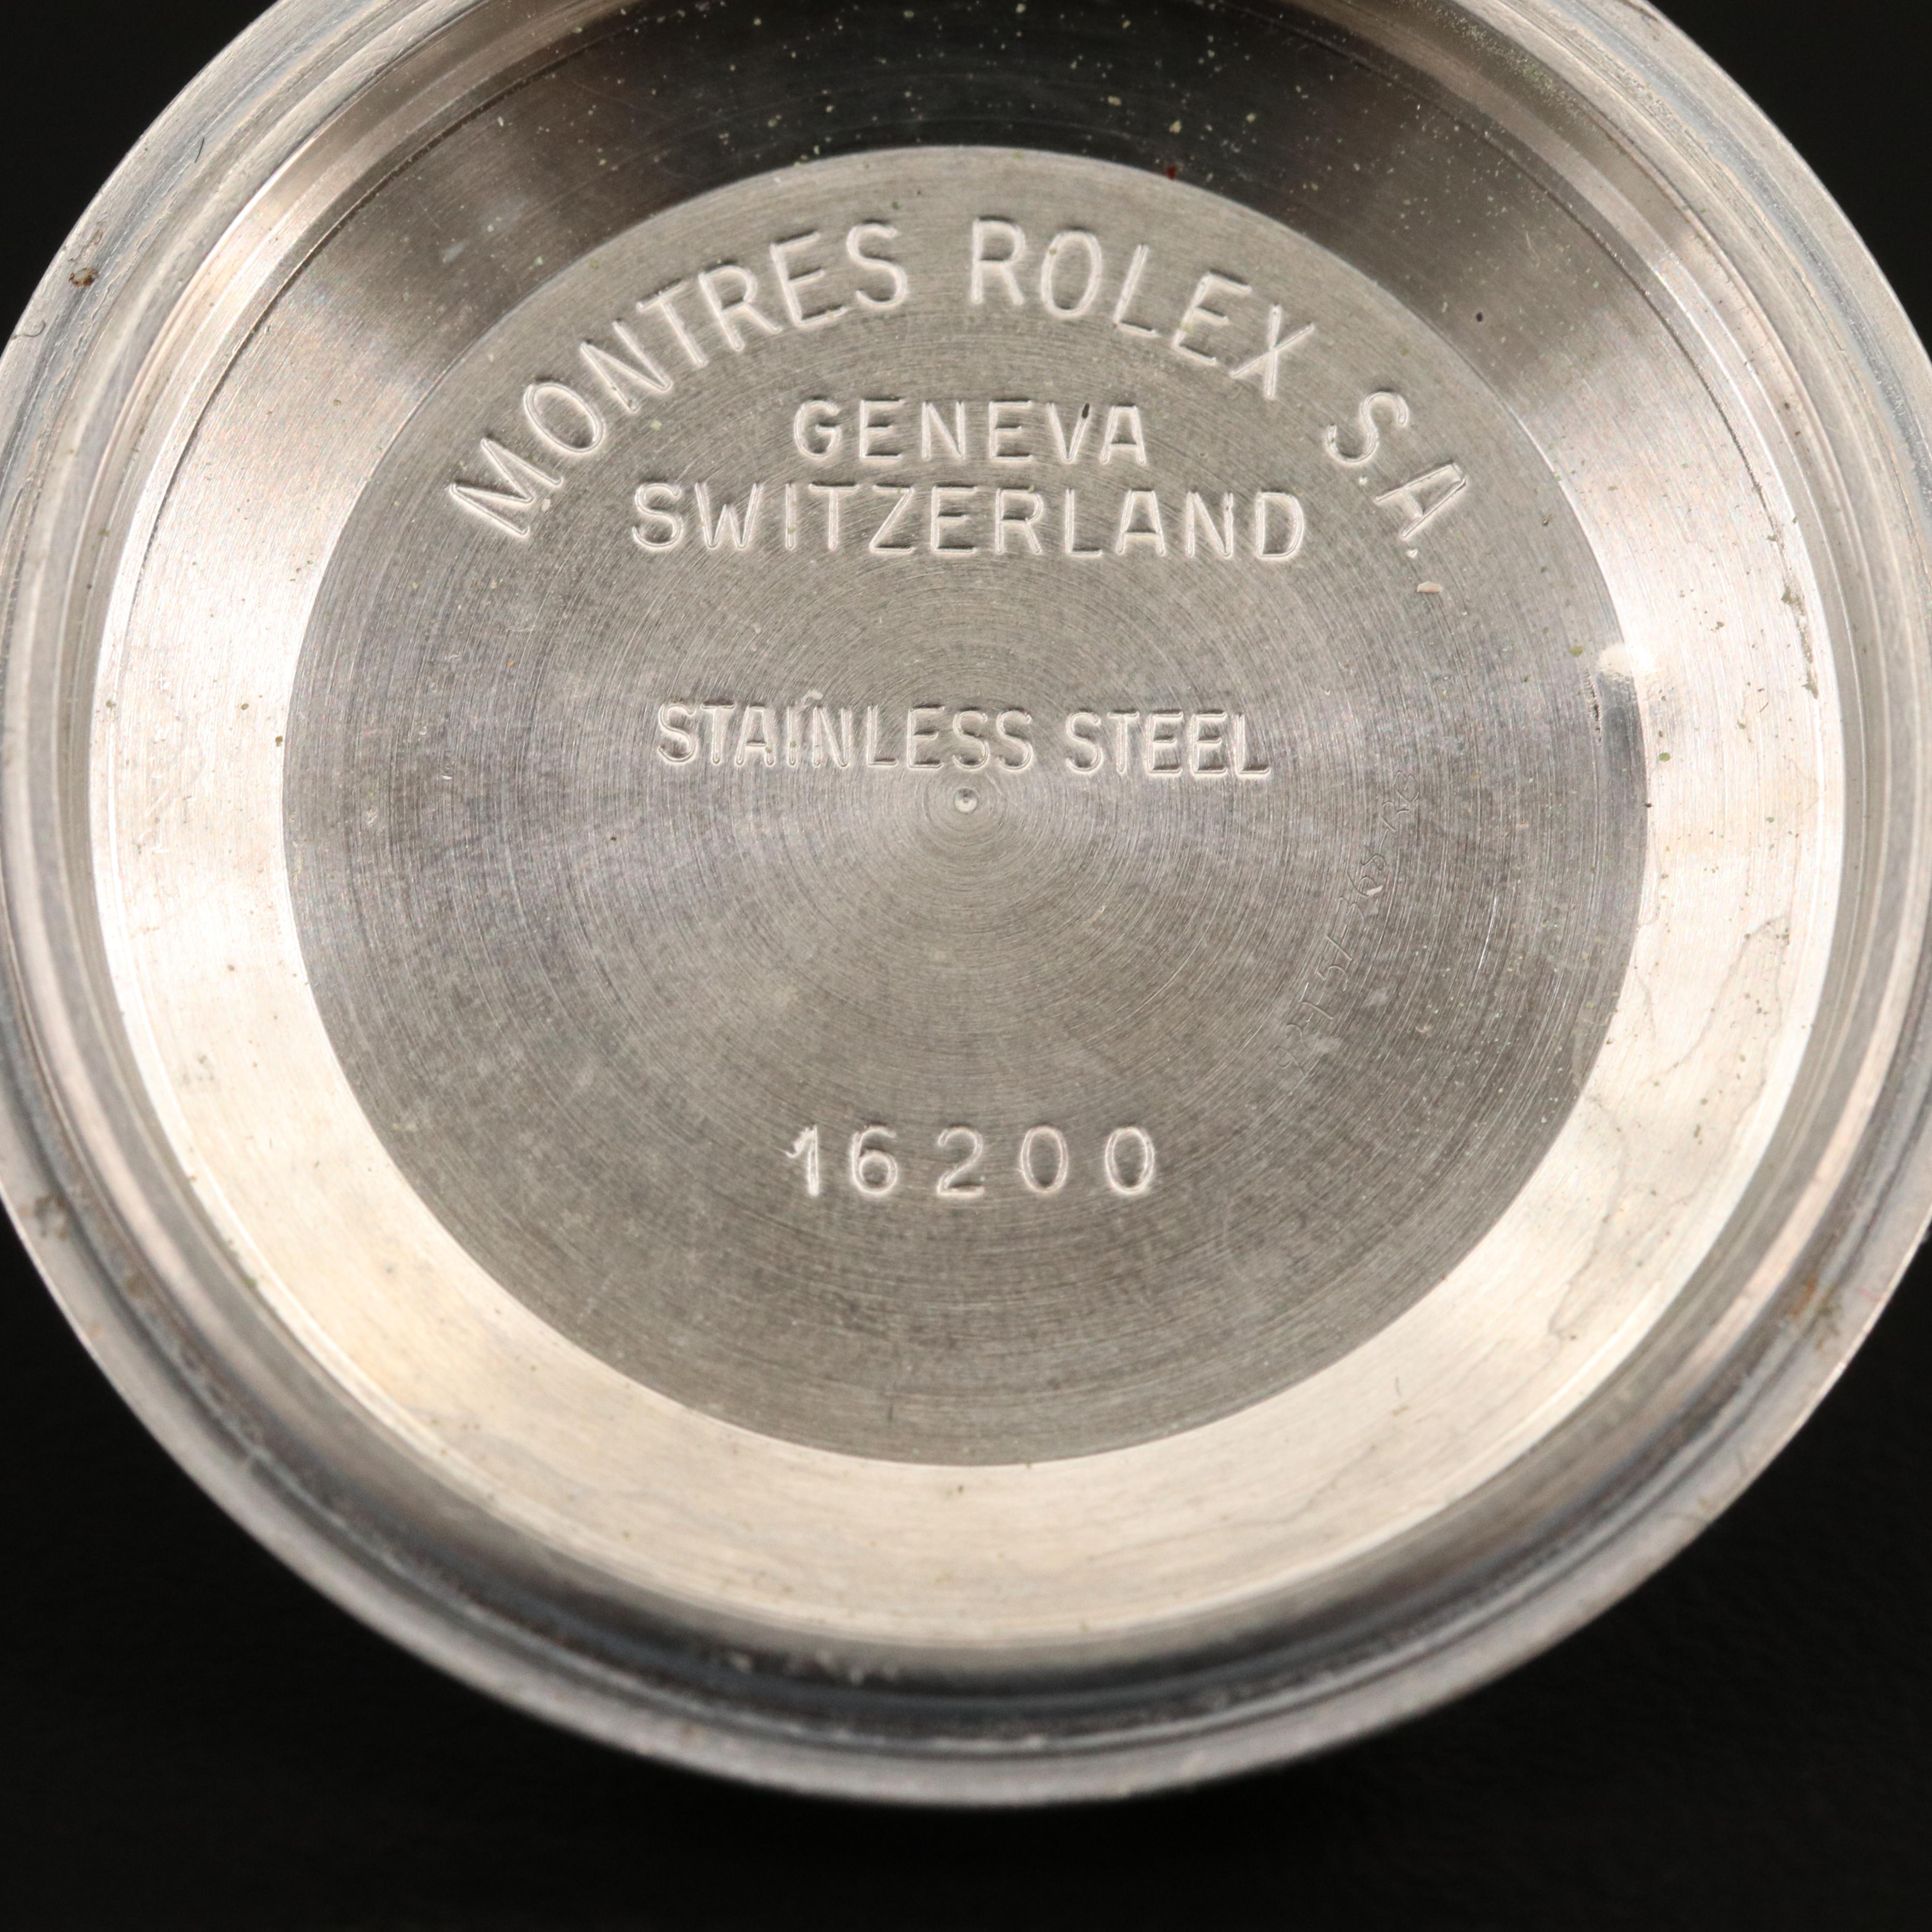 MONTRES ROLEX S.A.
GENEVA
SWITZERLAND
STAINLESS STEEL
16200